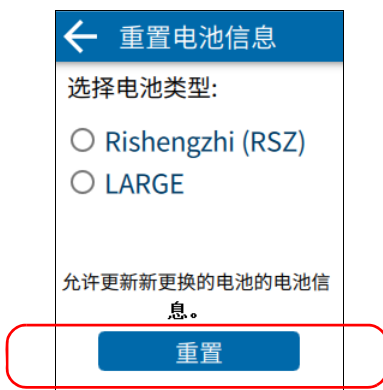 重置电池信息
选择电池类型:
Rishengzhi (RSZ)
LARGE
允许更新新更换的电池的电池信
息。
重置